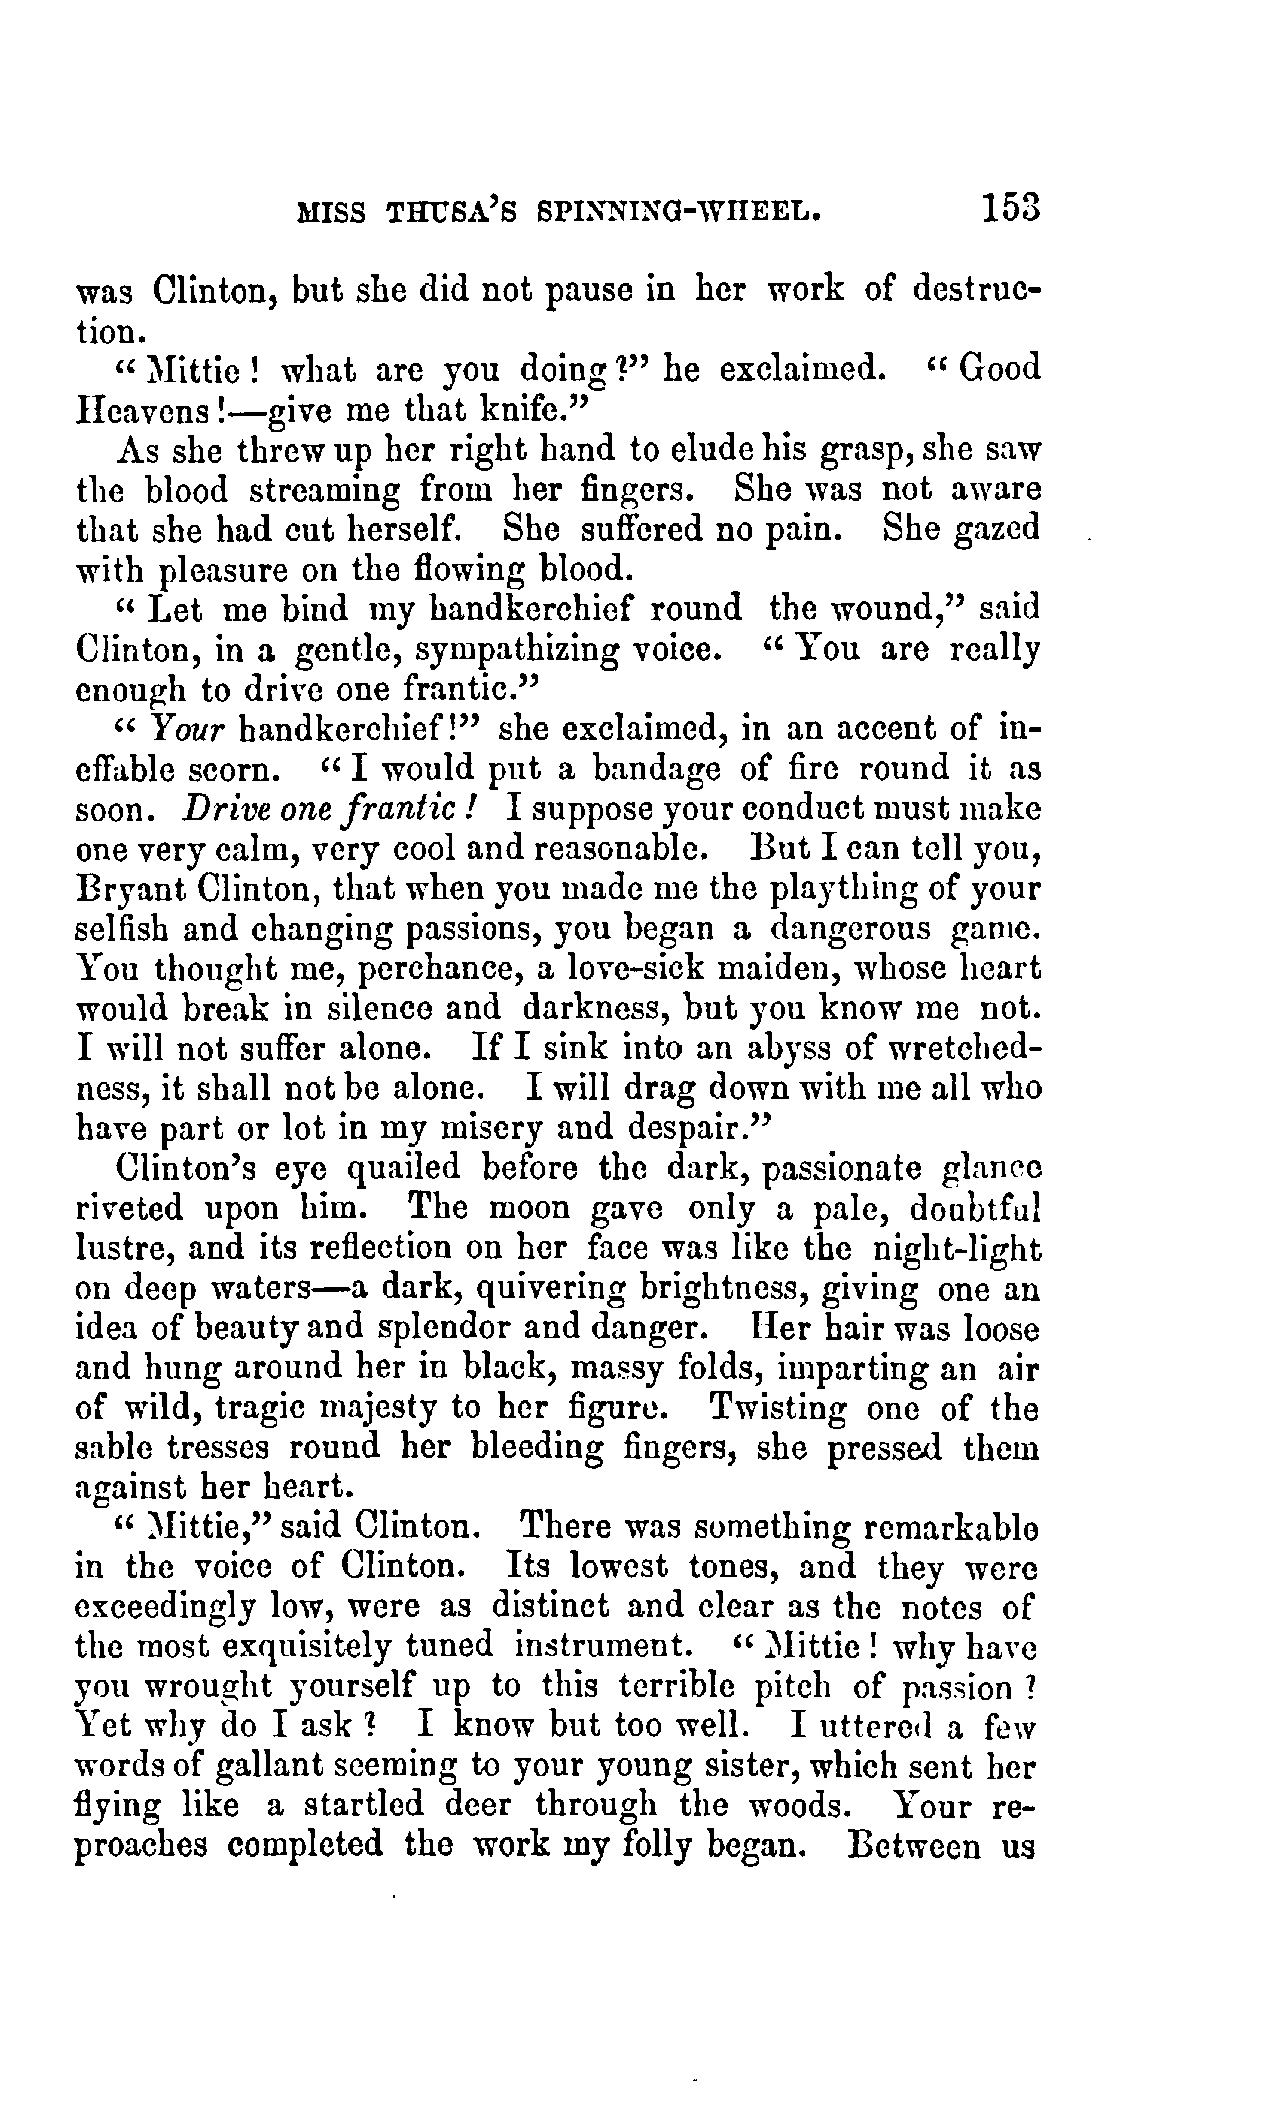 MISS THUSA'S SPINNING-WHEEL. 153
was Clinton, but she did not pause in her work of destruc-
tion.
" Mittie ! what are you doing ?" he exclaimed. " Good
Heavens !—give me that knife."
As she threw up her right hand to elude his grasp, she saw
the blood streaming from her fingers. She was not aware
that she had cut herself. She suffered no pain. She gazed
with pleasure on the flowing blood.
" Let me bind my handkerchief round the wound," said
Clinton, in a gentle, sympathizing voice. " You are really
enough to drive one frantic."
" Your handkerchief!" she exclaimed, in an accent of in-
effable scorn. " I would put a bandage of fire round it as
soon. Drive one frantic ! I suppose your conduct must make
one very calm, very cool and reasonable. But I can tell you,
Bryant Clinton, that when you made me the plaything of your
selfish and changing passions, you began a dangerous game.
You thought me, perchance, a love-sick maiden, whose heart
would break in silence and darkness, but you know me not.
I will not suffer alone. If I sink into an abyss of wretched-
ness, it shall not be alone. I will drag down with me all who
have part or lot in my misery and despair."
Clinton's eye quailed before the dark, passionate glance
riveted upon him. The moon gave only a pale, doubtful
lustre, and its reflection on her face was like the night-light
on deep waters—a dark, quivering brightness, giving one an
idea of beauty and splendor and danger. Her hair was loose
and hung around her in black, massy folds, imparting an air
of wild, tragic majesty to her figure. Twisting one of the
sable tresses round her bleeding fingers, she pressed them
against her heart.
" Mittie," said Clinton. There was something remarkable
in the voice of Clinton. Its lowest tones, and they were
exceedingly low, were as distinct and clear as the notes of
the most exquisitely tuned instrument. " Mittie ! why have
you wrought yourself up to this terrible pitch of passion ?
Yet why do I ask ? I know but too well. I uttered a few
words of gallant seeming to your young sister, which sent her
flying like a startled deer through the woods. Your re-
proaches completed the work my folly began. Between us